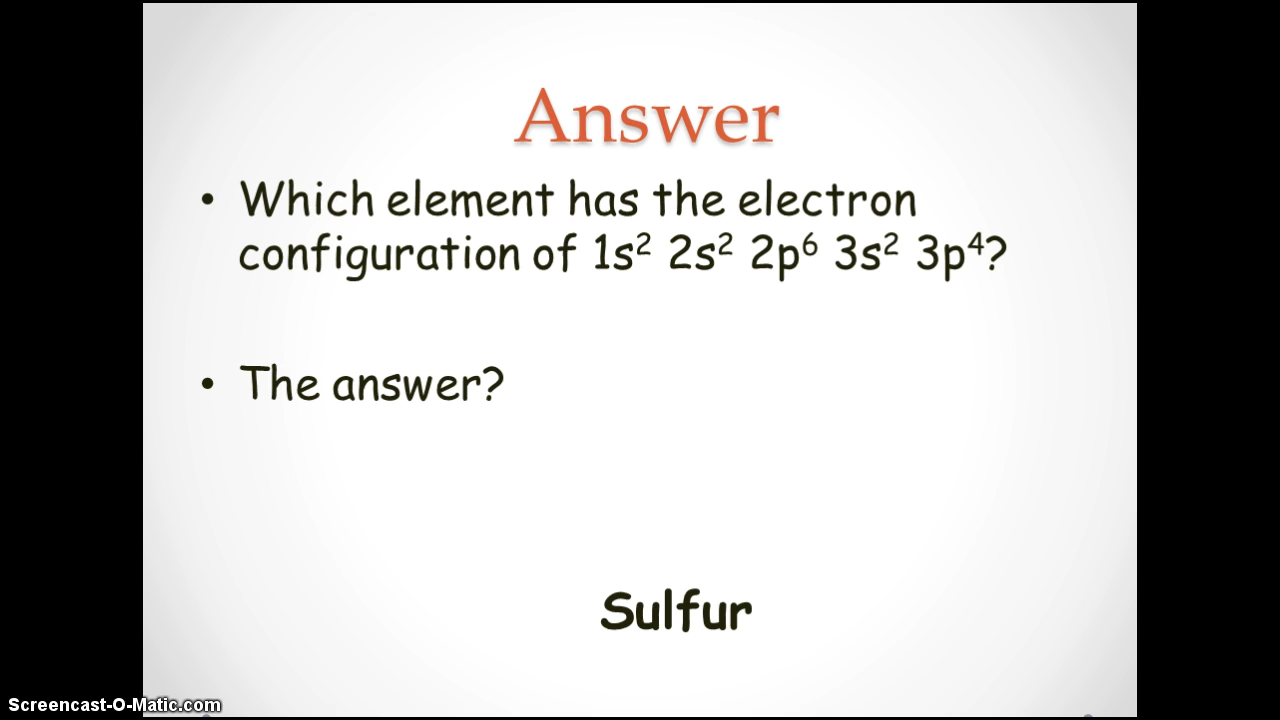 Answer
• Which element has the electron
configuration of 1s² 2s² 2p⁶ 3s² 3p⁴?
• The answer?
Sulfur
Screencast-O-Matic.com